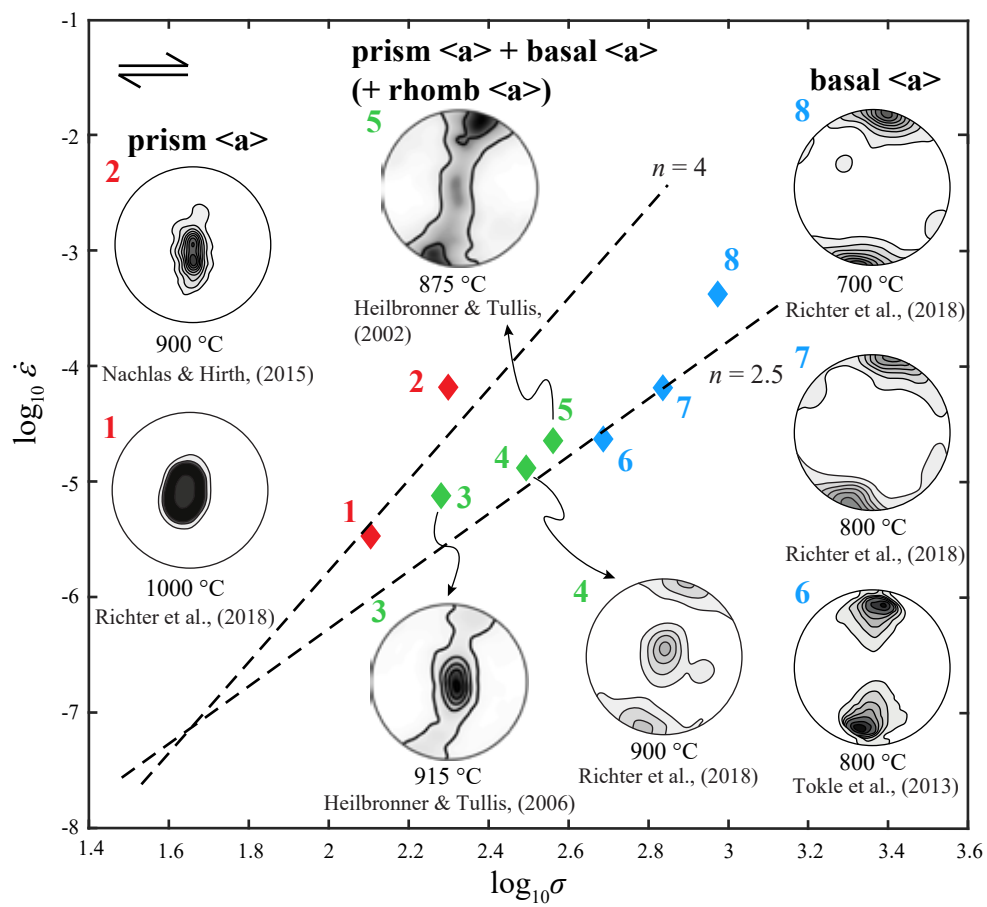 prism <a> + basal <a>
(+ rhomb <a>)
basal <a>
prism <a>
2
900 °C
Nachlas & Hirth, (2015)
1
1000 °C
Richter et al., (2018)
5
875 °C
Heilbronner & Tullis,
(2002)
n = 4
8
700 °C
Richter et al., (2018)
7
800 °C
Richter et al., (2018)
6
800 °C
Tokle et al., (2013)
n = 2.5
8
2
7
5
6
4
3
1
3
915 °C
Heilbronner & Tullis, (2006)
4
900 °C
Richter et al., (2018)
-1
-2
-3
-4
-5
-6
-7
-8
log10 ε̇
1.4
1.6
1.8
2
2.2
2.4
2.6
2.8
3
3.2
3.4
3.6
log10σ